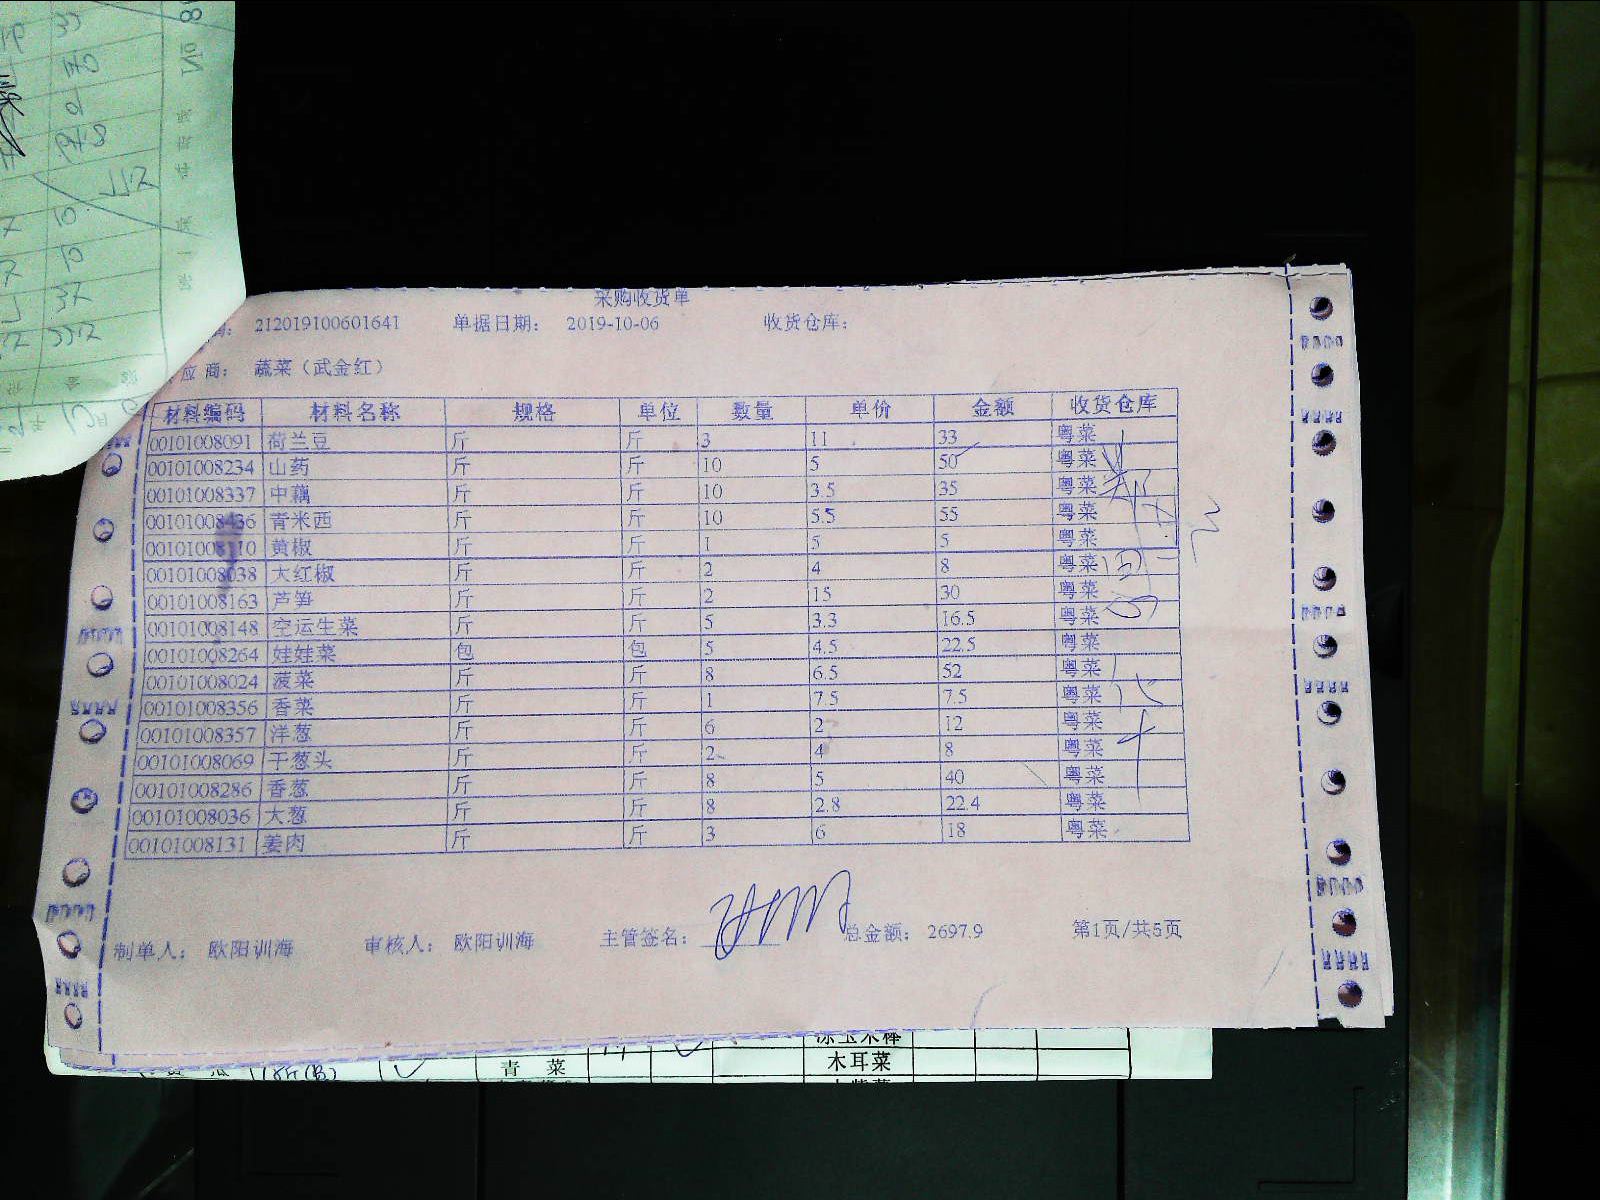 采购收货单
212019100601641 单据日期： 2019-10-06 收货仓库：
应商： 蔬菜（武金红）
材料编码 材料名称 规格 单位 数量 单价 金额 收货仓库
00101008091 荷兰豆 斤 斤 3 11 33 粤菜
00101008234 山药 斤 斤 10 5 50 粤菜
00101008337 中藕 斤 斤 10 3.5 35 粤菜
00101008436 青米西 斤 斤 10 5.5 55 粤菜
00101008110 黄椒 斤 斤 1 5 5 粤菜
00101008038 大红椒 斤 斤 2 4 8 粤菜
00101008163 芦笋 斤 斤 2 15 30 粤菜
00101008148 空运生菜 斤 斤 5 3.3 16.5 粤菜
00101008264 娃娃菜 包 包 5 4.5 22.5 粤菜
00101008024 菠菜 斤 斤 8 6.5 52 粤菜
00101008356 香菜 斤 斤 1 7.5 7.5 粤菜
00101008357 洋葱 斤 斤 6 2 12 粤菜
00101008069 干葱头 斤 斤 2 4 8 粤菜
00101008286 香葱 斤 斤 8 5 40 粤菜
00101008036 大葱 斤 斤 8 2.8 22.4 粤菜
00101008131 姜肉 斤 斤 3 6 18 粤菜
制单人： 欧阳训海 审核人： 欧阳训海 主管签名： 总金额： 2697.9 第1页/共5页
青 菜 木耳菜